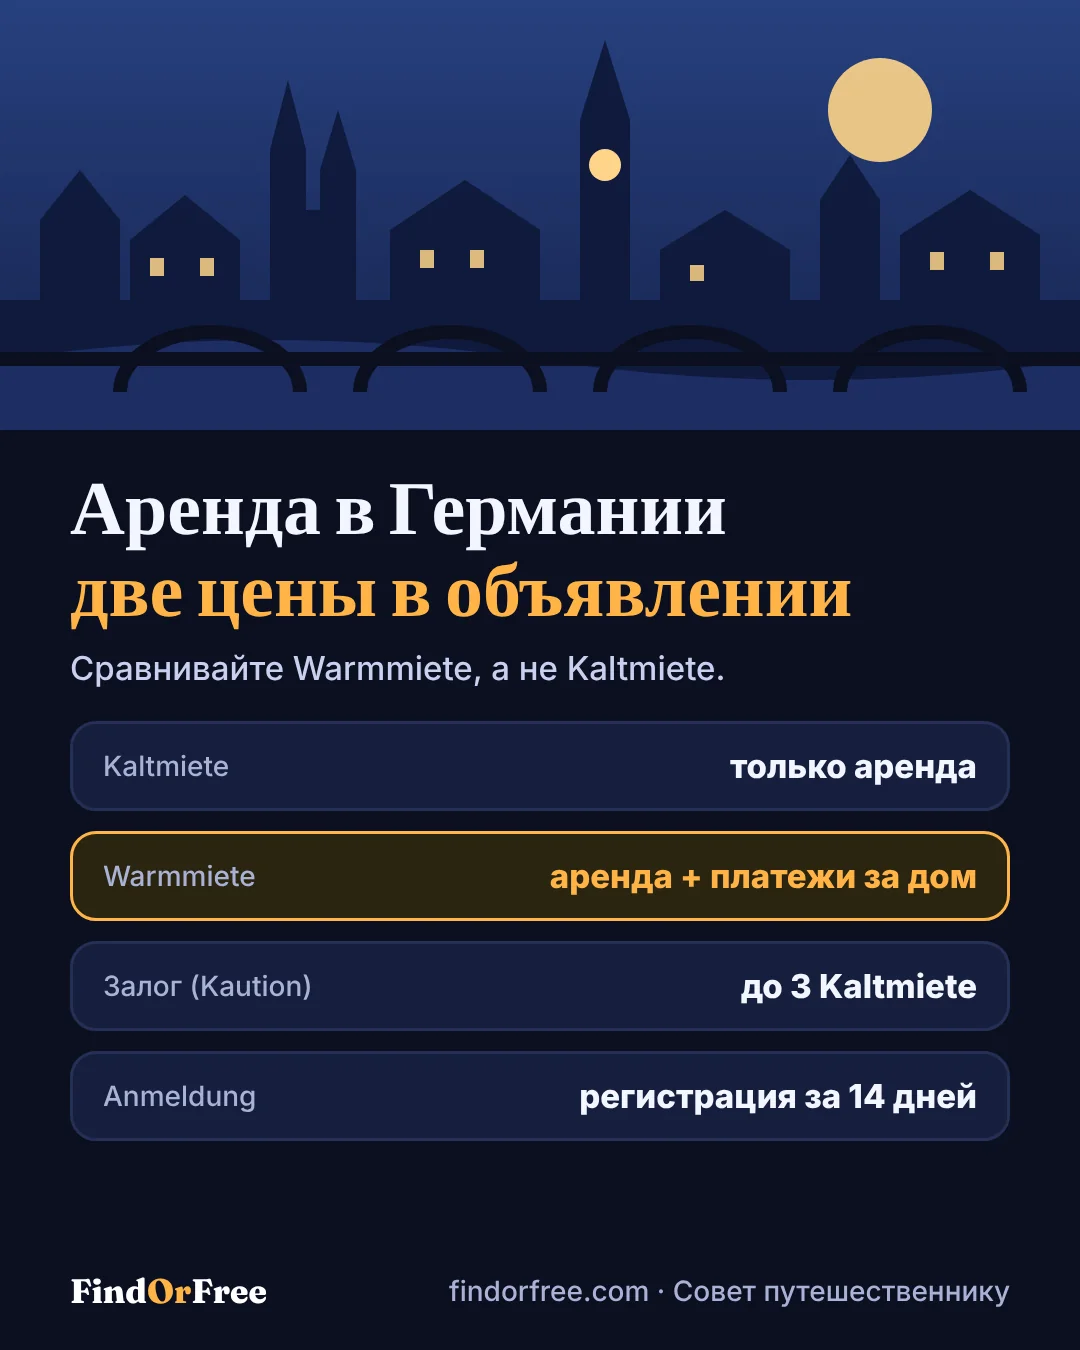 Аренда в Германии
две цены в объявлении
Сравнивайте Warmmiete, а не Kaltmiete.
Kaltmiete только аренда
Warmmiete аренда + платежи за дом
Залог (Kaution) до 3 Kaltmiete
Anmeldung регистрация за 14 дней
FindOrFree findorfree.com · Совет путешественнику